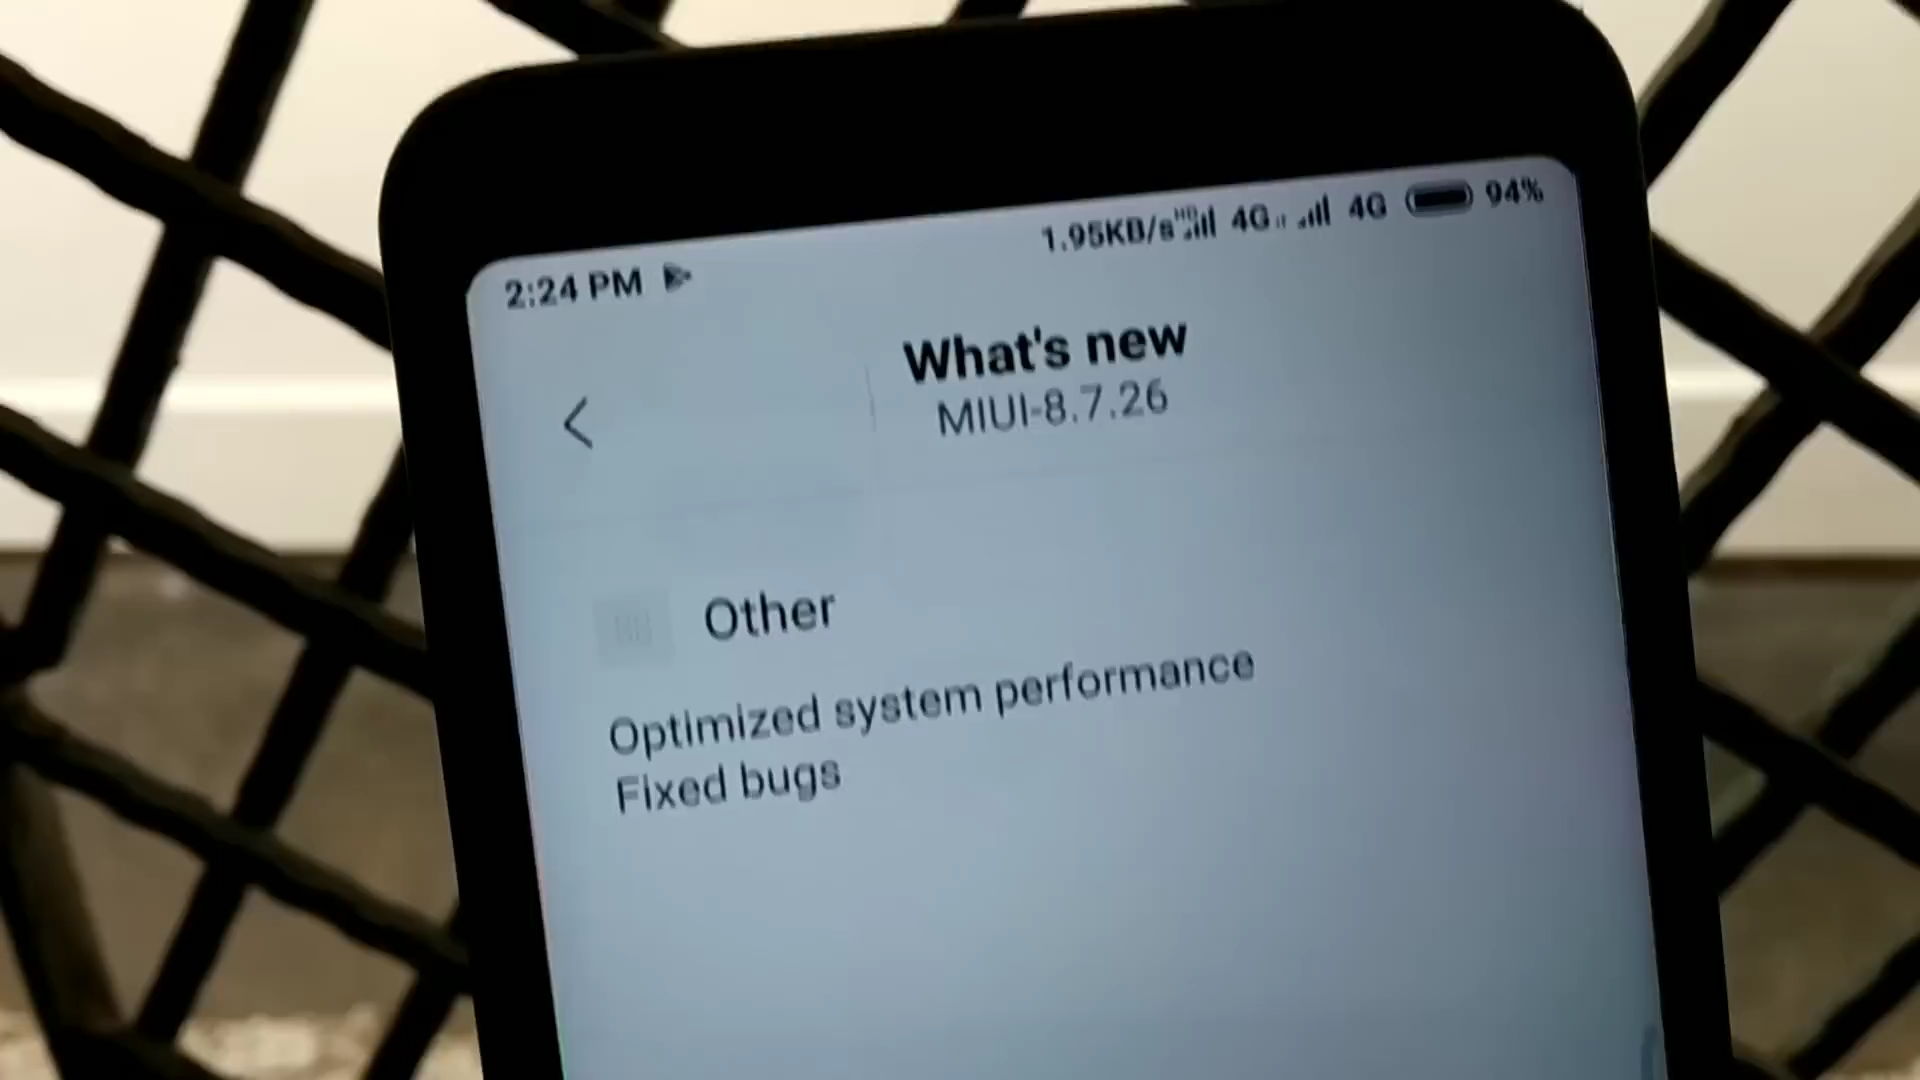 2:24 PM 1.95KB/s HD 4G 4G 94%
What's new
MIUI-8.7.26
Other
Optimized system performance
Fixed bugs